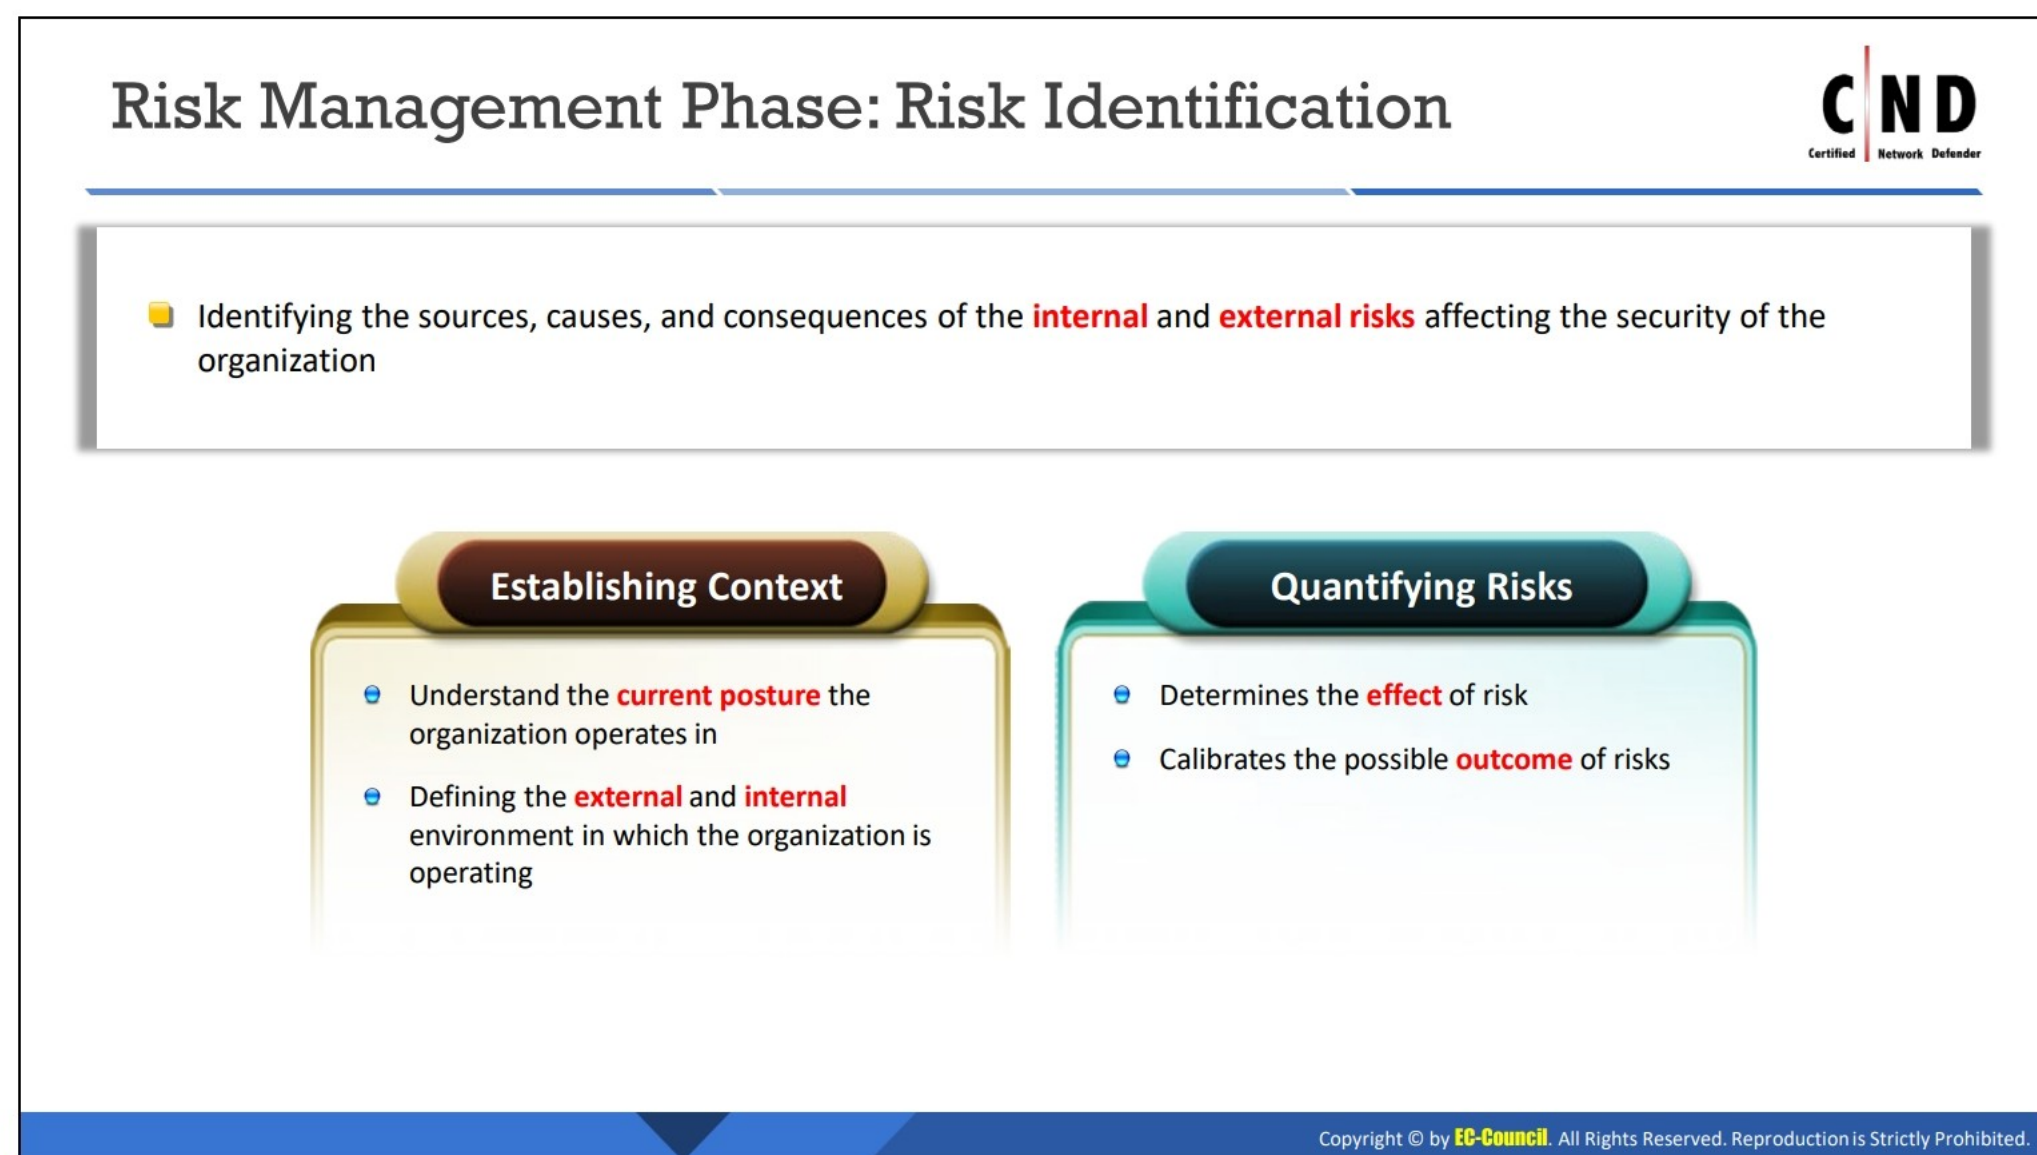 Risk Management Phase: Risk Identification
C ND
Certified Network Defender
Identifying the sources, causes, and consequences of the internal and external risks affecting the security of the
organization
Establishing Context
Understand the current posture the
organization operates in
Defining the external and internal
environment in which the organization is
operating
Quantifying Risks
Determines the effect of risk
Calibrates the possible outcome of risks
Copyright © by EC-Council. All Rights Reserved. Reproduction is Strictly Prohibited.